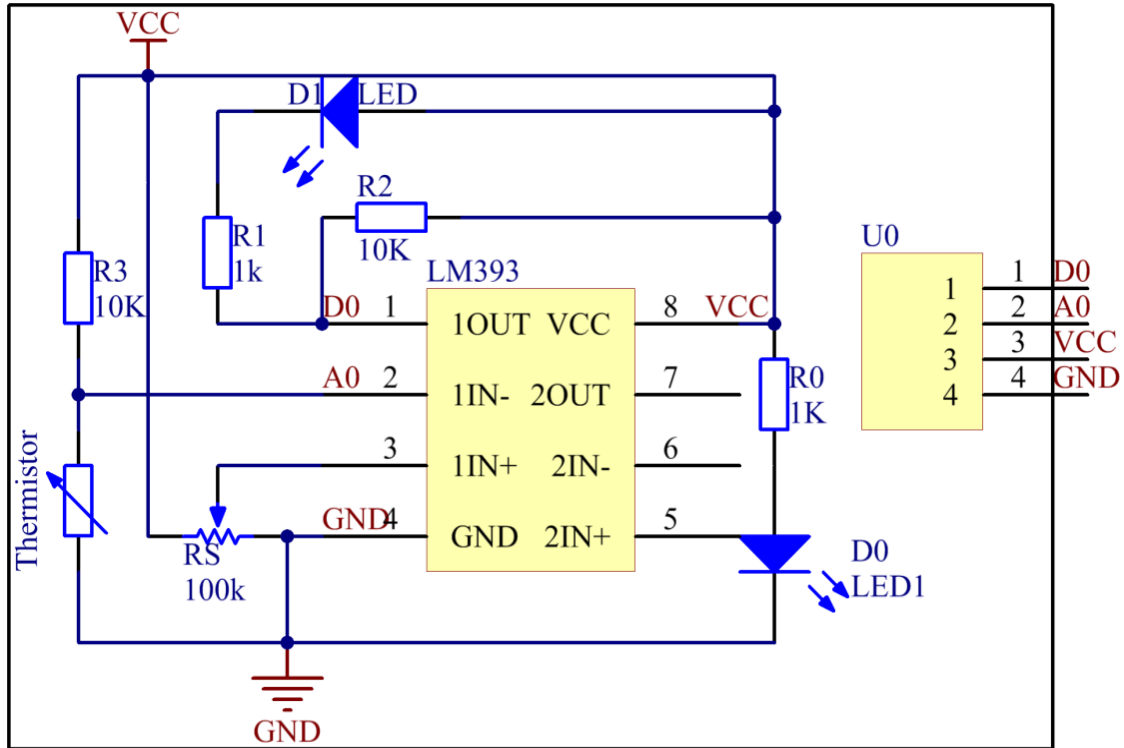 VCC
D1 LED
R2
10K
R1
1k
R3
10K
LM393
U0
D0 1 1OUT VCC 8 VCC
A0 2 1IN- 2OUT 7
3 1IN+ 2IN- 6
GND 4 GND 2IN+ 5
R0
1K
1 1 D0
2 2 A0
3 3 VCC
4 4 GND
Thermistor
RS
100k
D0
LED1
GND